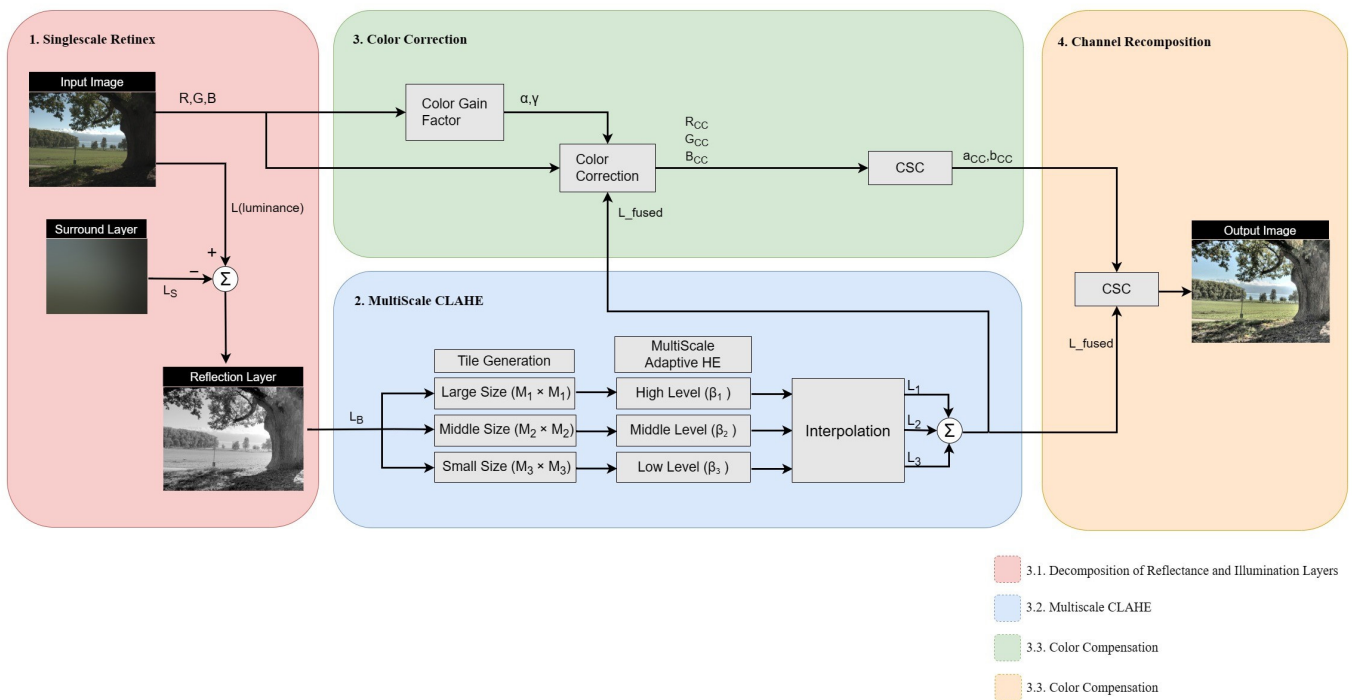 1. Singlescale Retinex
Input Image
R,G,B
L(luminance)
Surround Layer
+
−
Σ
L_S
Reflection Layer
3. Color Correction
Color Gain
Factor
α,γ
Color
Correction
R_CC
G_CC
B_CC
CSC
a_CC,b_CC
L_fused
2. MultiScale CLAHE
Tile Generation
MultiScale
Adaptive HE
L_B
Large Size (M₁ × M₁)
High Level (β₁ )
Middle Size (M₂ × M₂)
Middle Level (β₂ )
Small Size (M₃ × M₃)
Low Level (β₃ )
Interpolation
L₁
L₂
L₃
Σ
4. Channel Recomposition
Output Image
CSC
L_fused
3.1. Decomposition of Reflectance and Illumination Layers
3.2. Multiscale CLAHE
3.3. Color Compensation
3.3. Color Compensation